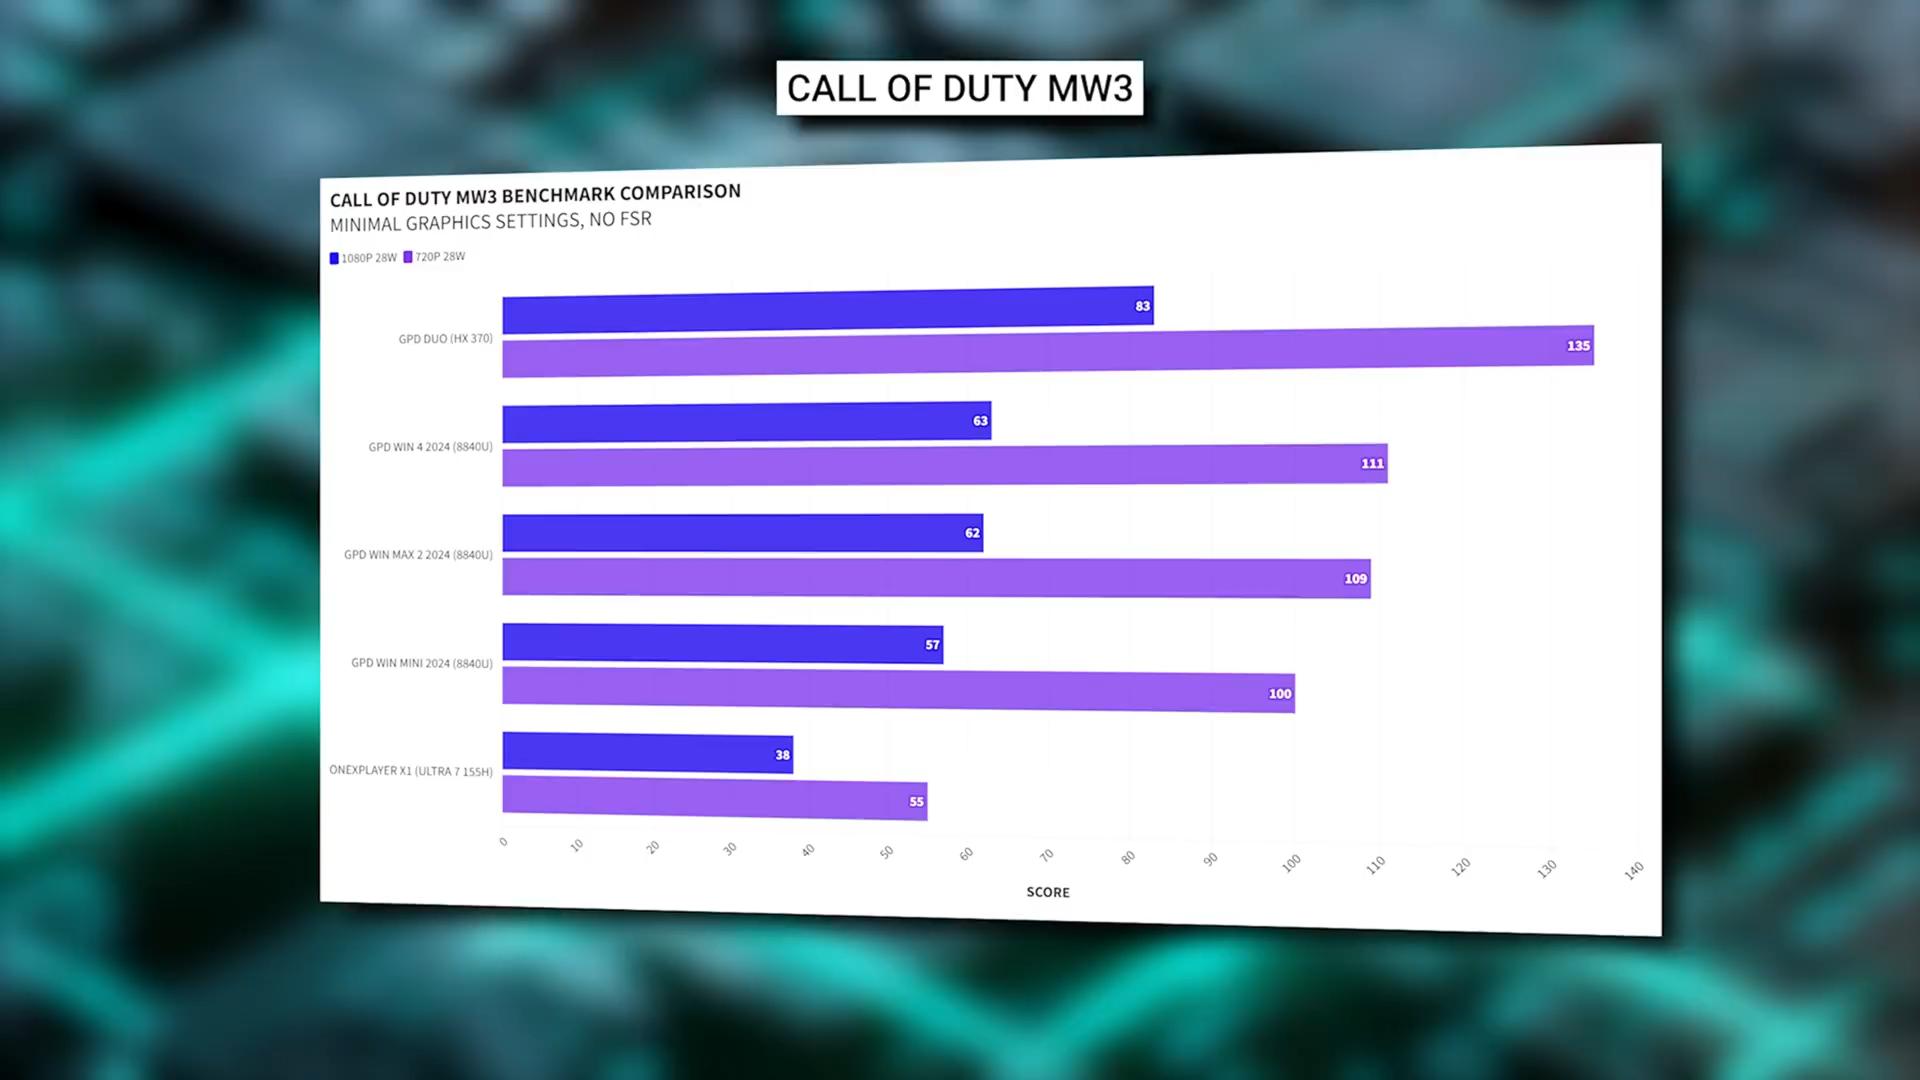 CALL OF DUTY MW3
CALL OF DUTY MW3 BENCHMARK COMPARISON
MINIMAL GRAPHICS SETTINGS, NO FSR
1080P 28W 720P 28W
GPD DUO (HX 370)
83
135
GPD WIN 4 2024 (8840U)
63
111
GPD WIN MAX 2 2024 (8840U)
62
109
GPD WIN MINI 2024 (8840U)
57
100
ONEXPLAYER X1 (ULTRA 7 155H)
38
55
0 10 20 30 40 50 60 70 80 90 100 110 120 130 140
SCORE